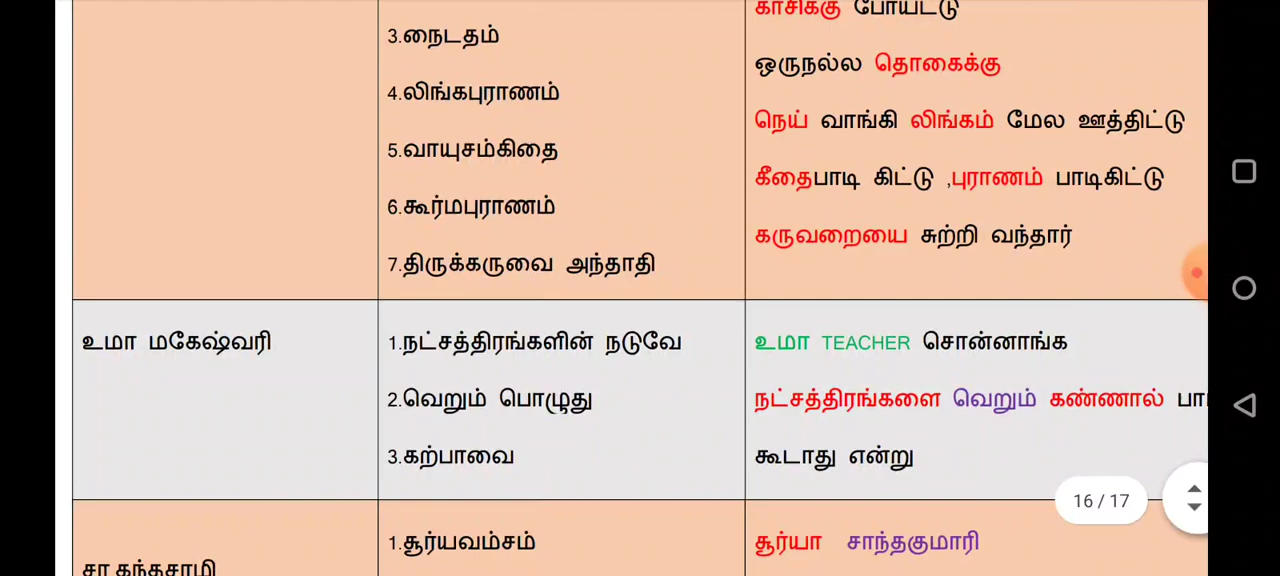 காசிக்கு போயிட்டு
3.நைடதம்
ஒருநல்ல தொகைக்கு
4.லிங்கபுராணம்
நெய் வாங்கி லிங்கம் மேல ஊத்திட்டு
5.வாயுசம்கிதை
கீதைபாடி கிட்டு ,புராணம் பாடிகிட்டு
6.கூர்மபுராணம்
கருவறையை சுற்றி வந்தார்
7.திருக்கருவை அந்தாதி
உமா மகேஷ்வரி
1.நட்சத்திரங்களின் நடுவே
உமா TEACHER சொன்னாங்க
2.வெறும் பொழுது
நட்சத்திரங்களை வெறும் கண்ணால்
3.கற்பாவை
கூடாது என்று
16 / 17
1.சூர்யவம்சம்
சூர்யா சாந்தகுமாரி
சா.கந்தசாமி